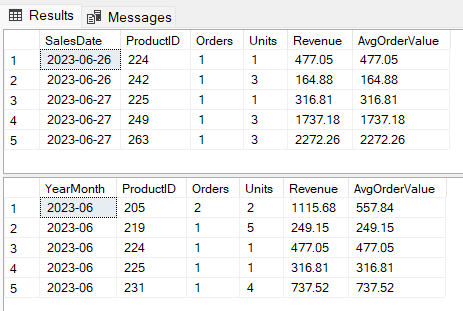 Results Messages
SalesDate ProductID Orders Units Revenue AvgOrderValue
1 2023-06-26 224 1 1 477.05 477.05
2 2023-06-26 242 1 3 164.88 164.88
3 2023-06-27 225 1 1 316.81 316.81
4 2023-06-27 249 1 3 1737.18 1737.18
5 2023-06-27 263 1 3 2272.26 2272.26
YearMonth ProductID Orders Units Revenue AvgOrderValue
1 2023-06 205 2 2 1115.68 557.84
2 2023-06 219 1 5 249.15 249.15
3 2023-06 224 1 1 477.05 477.05
4 2023-06 225 1 1 316.81 316.81
5 2023-06 231 1 4 737.52 737.52